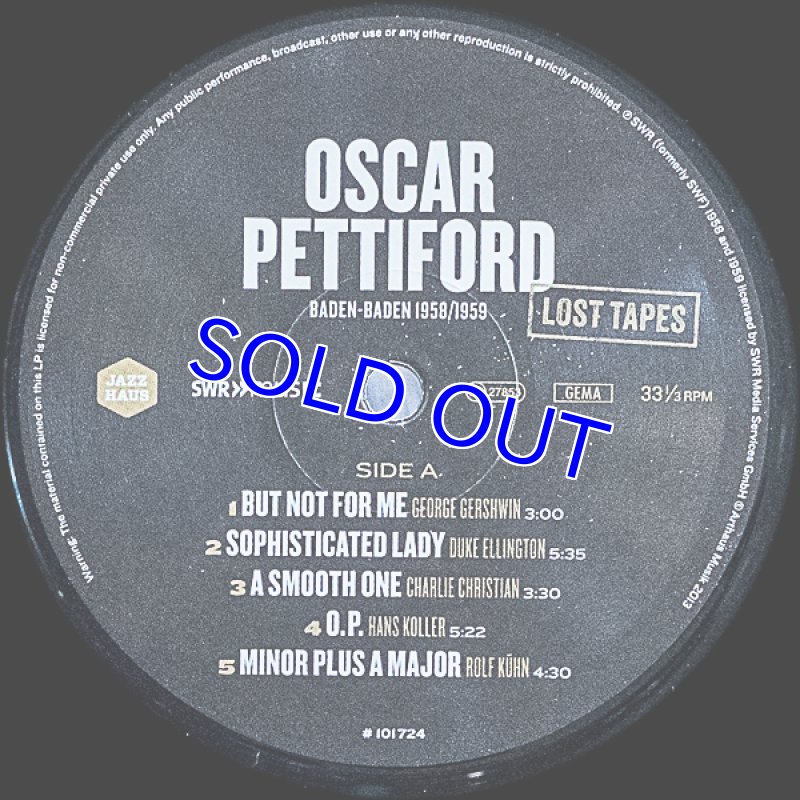 Warning: The material contained on this LP is licensed for non-commercial private use only. Any public performance, broadcast, other use or any other reproduction is strictly prohibited. ℗ SWR (formerly SWF) 1958 and 1959 licensed by SWR Media Services GmbH © Arthaus Musik 2013
OSCAR
PETTIFORD
BADEN-BADEN 1958/1959
LOST TAPES
JAZZ
HAUS
SWR»
GEMA
33⅓ RPM
SOLD OUT
SIDE A
1 BUT NOT FOR ME GEORGE GERSHWIN 3:00
2 SOPHISTICATED LADY DUKE ELLINGTON 5:35
3 A SMOOTH ONE CHARLIE CHRISTIAN 3:30
4 O.P. HANS KOLLER 5:22
5 MINOR PLUS A MAJOR ROLF KÜHN 4:30
# 101724